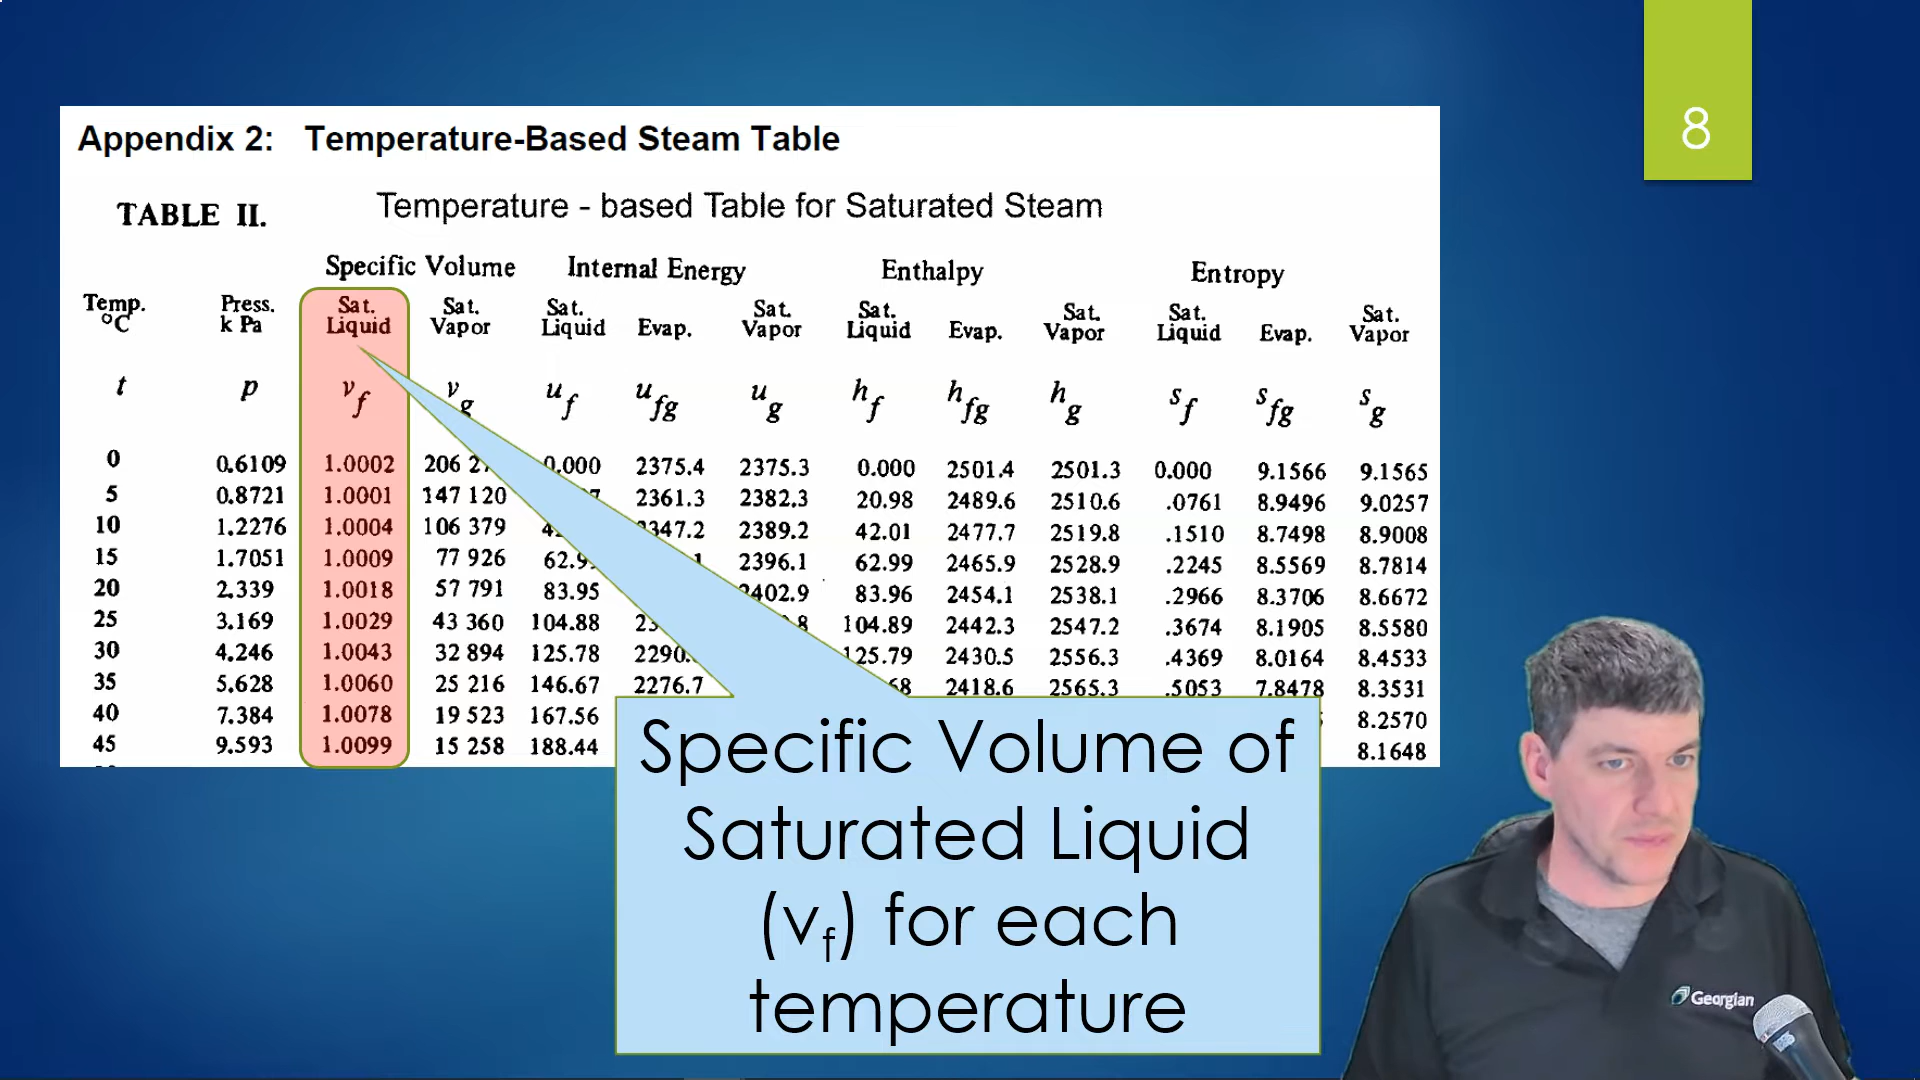 8
Appendix 2: Temperature-Based Steam Table
TABLE II. Temperature - based Table for Saturated Steam
Specific Volume Internal Energy Enthalpy Entropy
Temp. °C Press. k Pa Sat. Liquid Sat. Vapor Sat. Liquid Evap. Sat. Vapor Sat. Liquid Evap. Sat. Vapor Sat. Liquid Evap. Sat. Vapor
t p vf vg uf ufg ug hf hfg hg sf sfg sg
0 0.6109 1.0002 206 0.000 2375.4 2375.3 0.000 2501.4 2501.3 0.000 9.1566 9.1565
5 0.8721 1.0001 147 120 2361.3 2382.3 20.98 2489.6 2510.6 .0761 8.9496 9.0257
10 1.2276 1.0004 106 379 2347.2 2389.2 42.01 2477.7 2519.8 .1510 8.7498 8.9008
15 1.7051 1.0009 77 926 2396.1 62.99 2465.9 2528.9 .2245 8.5569 8.7814
20 2.339 1.0018 57 791 83.95 2402.9 83.96 2454.1 2538.1 .2966 8.3706 8.6672
25 3.169 1.0029 43 360 104.88 104.89 2442.3 2547.2 .3674 8.1905 8.5580
30 4.246 1.0043 32 894 125.78 125.79 2430.5 2556.3 .4369 8.0164 8.4533
35 5.628 1.0060 25 216 146.67 2276.7 2418.6 2565.3 .5053 7.8478 8.3531
40 7.384 1.0078 19 523 167.56 8.2570
45 9.593 1.0099 15 258 188.44 8.1648
Specific Volume of
Saturated Liquid
(vf) for each
temperature
Georgian